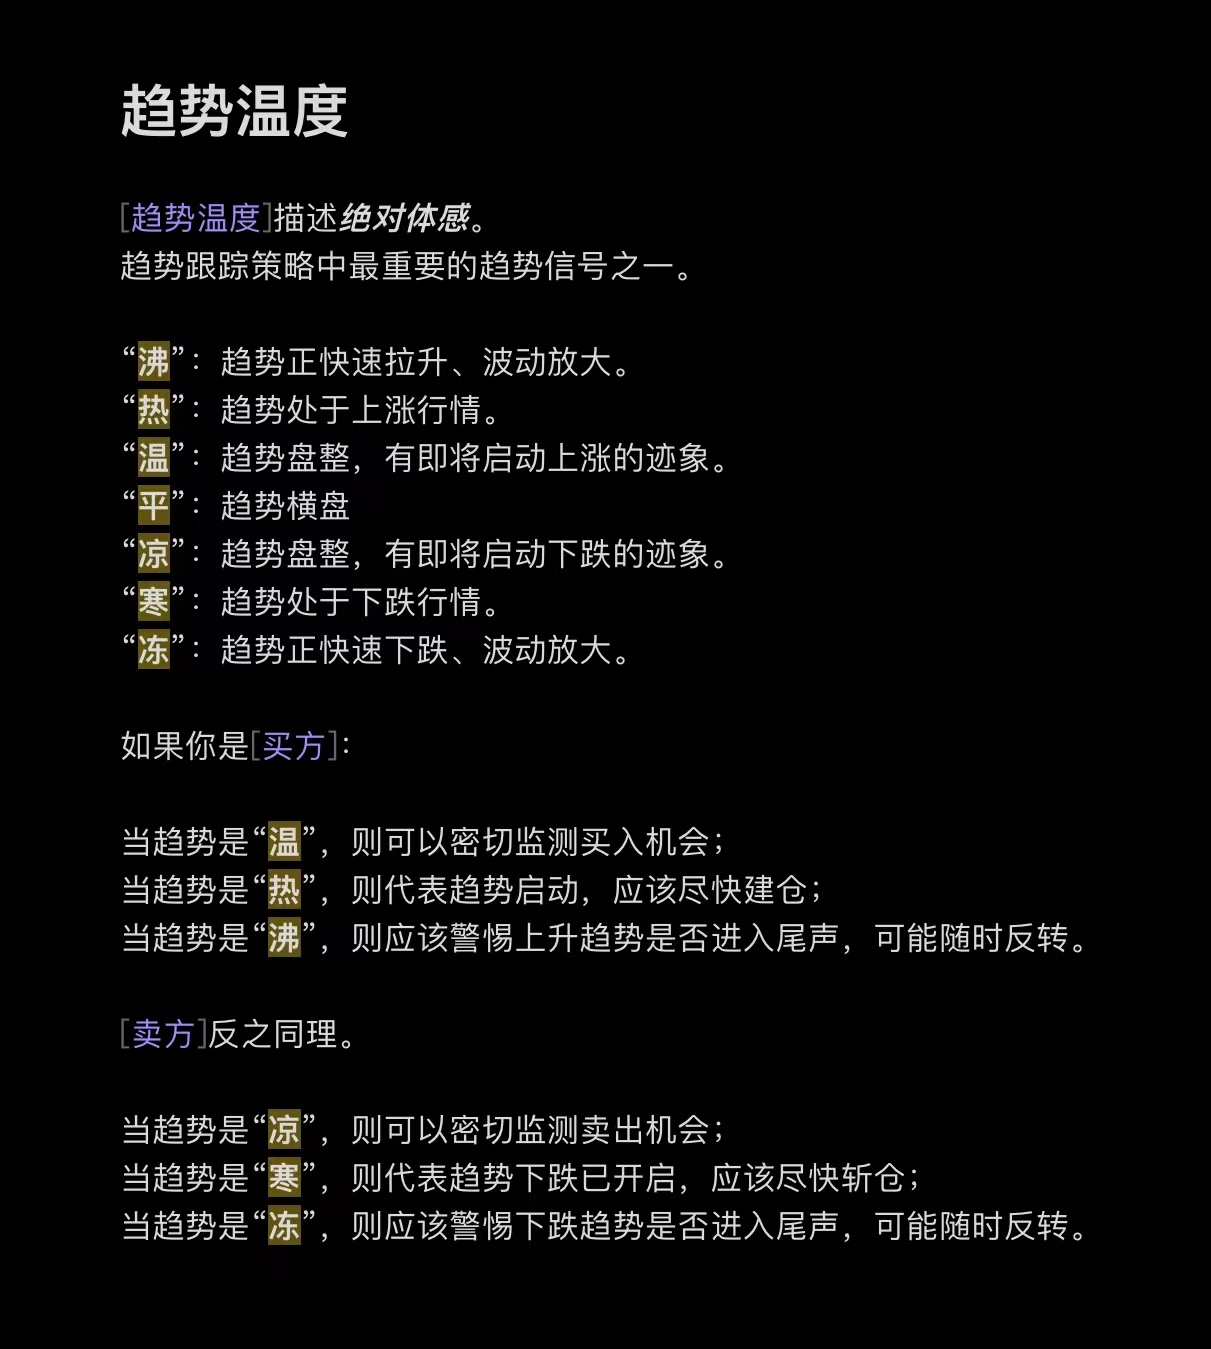 趋势温度
[趋势温度]描述绝对体感。
趋势跟踪策略中最重要的趋势信号之一。
“沸”：趋势正快速拉升、波动放大。
“热”：趋势处于上涨行情。
“温”：趋势盘整，有即将启动上涨的迹象。
“平”：趋势横盘
“凉”：趋势盘整，有即将启动下跌的迹象。
“寒”：趋势处于下跌行情。
“冻”：趋势正快速下跌、波动放大。
如果你是[买方]：
当趋势是“温”，则可以密切监测买入机会；
当趋势是“热”，则代表趋势启动，应该尽快建仓；
当趋势是“沸”，则应该警惕上升趋势是否进入尾声，可能随时反转。
[卖方]反之同理。
当趋势是“凉”，则可以密切监测卖出机会；
当趋势是“寒”，则代表趋势下跌已开启，应该尽快斩仓；
当趋势是“冻”，则应该警惕下跌趋势是否进入尾声，可能随时反转。